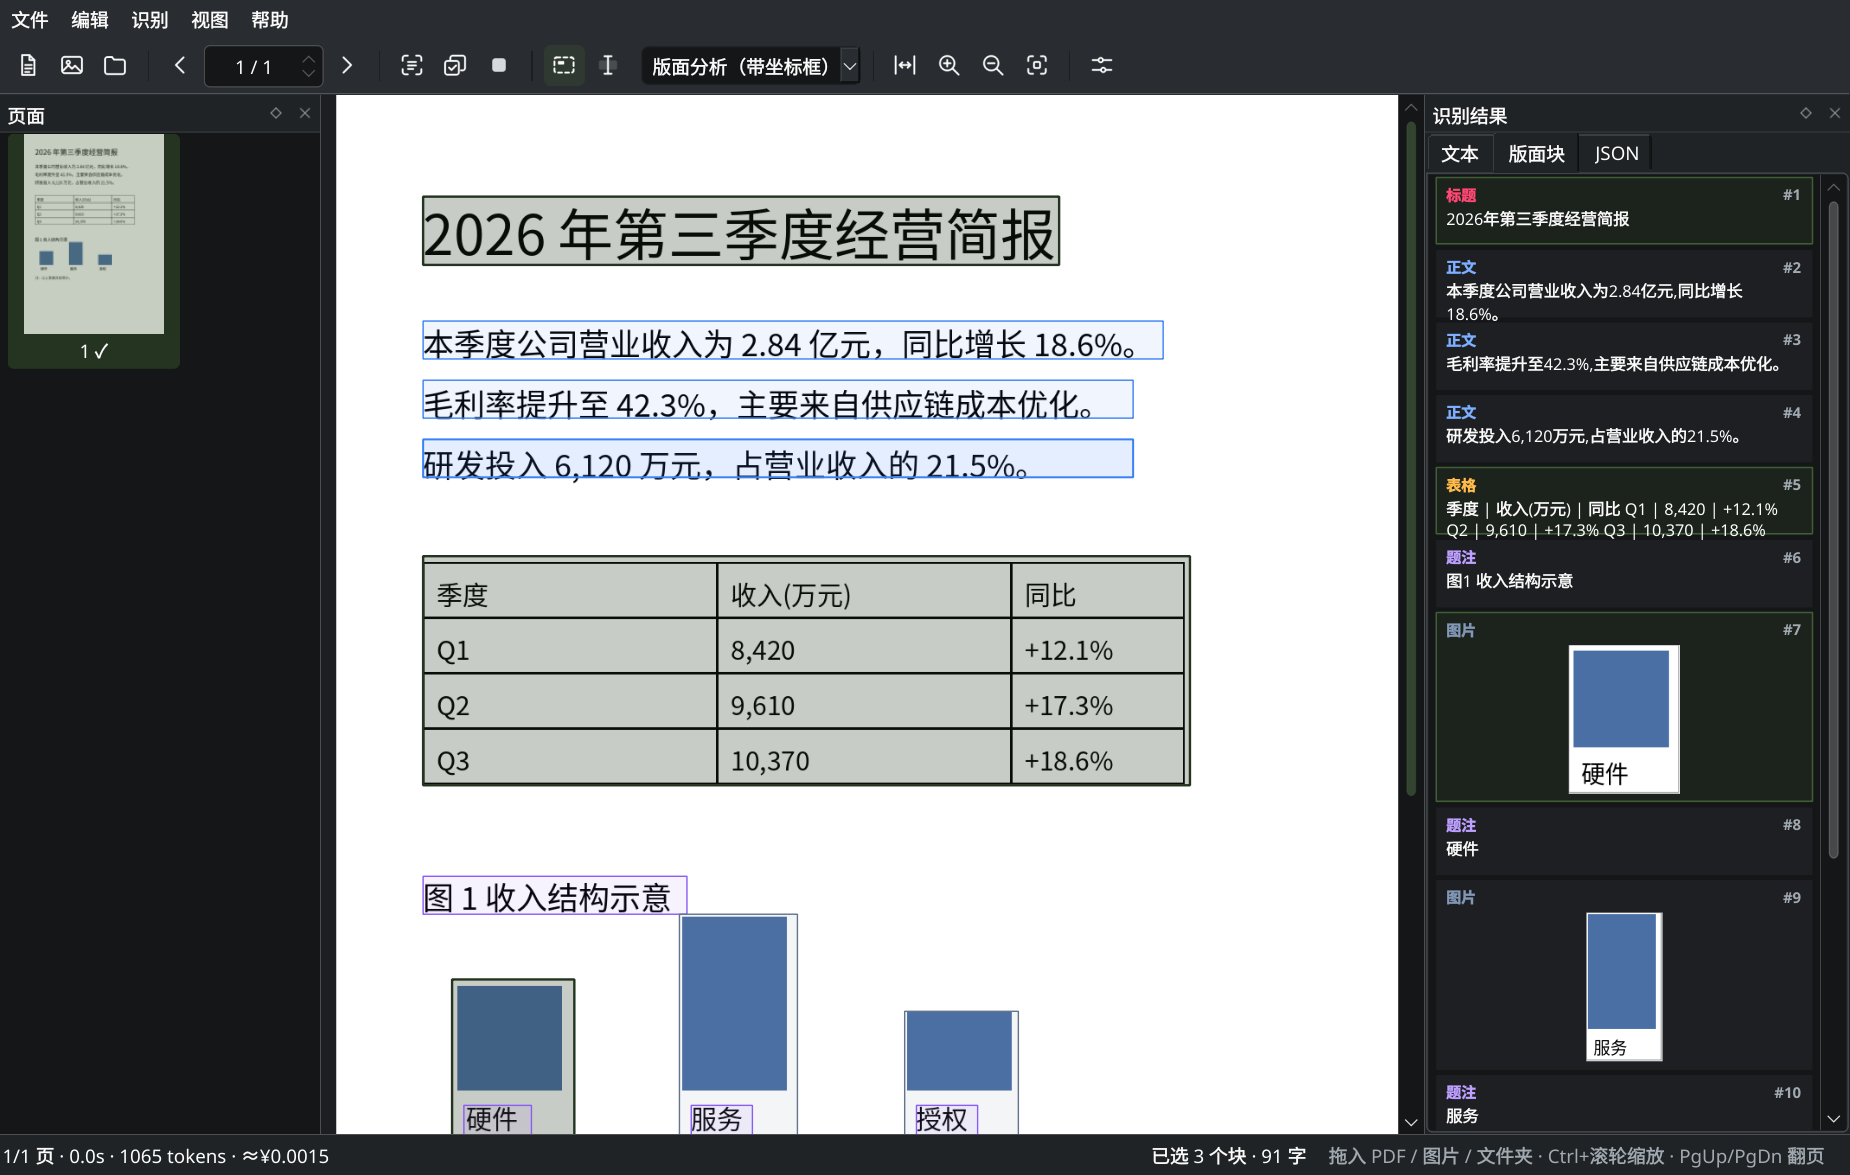 文件 编辑 识别 视图 帮助
1 / 1
版面分析（带坐标框）
页面
1 ✓
2026 年第三季度经营简报
本季度公司营业收入为 2.84 亿元，同比增长 18.6%。
毛利率提升至 42.3%，主要来自供应链成本优化。
研发投入 6,120 万元，占营业收入的 21.5%。
季度 收入(万元) 同比
Q1 8,420 +12.1%
Q2 9,610 +17.3%
Q3 10,370 +18.6%
图 1 收入结构示意
硬件 服务 授权
识别结果
文本 版面块 JSON
标题 #1
2026年第三季度经营简报
正文 #2
本季度公司营业收入为2.84亿元,同比增长
18.6%。
正文 #3
毛利率提升至42.3%,主要来自供应链成本优化。
正文 #4
研发投入6,120万元,占营业收入的21.5%。
表格 #5
季度 | 收入(万元) | 同比 Q1 | 8,420 | +12.1%
Q2 | 9,610 | +17.3% Q3 | 10,370 | +18.6%
题注 #6
图1 收入结构示意
图片 #7
硬件
题注 #8
硬件
图片 #9
服务
题注 #10
服务
1/1 页 · 0.0s · 1065 tokens · ≈¥0.0015
已选 3 个块 · 91 字 拖入 PDF / 图片 / 文件夹 · Ctrl+滚轮缩放 · PgUp/PgDn 翻页